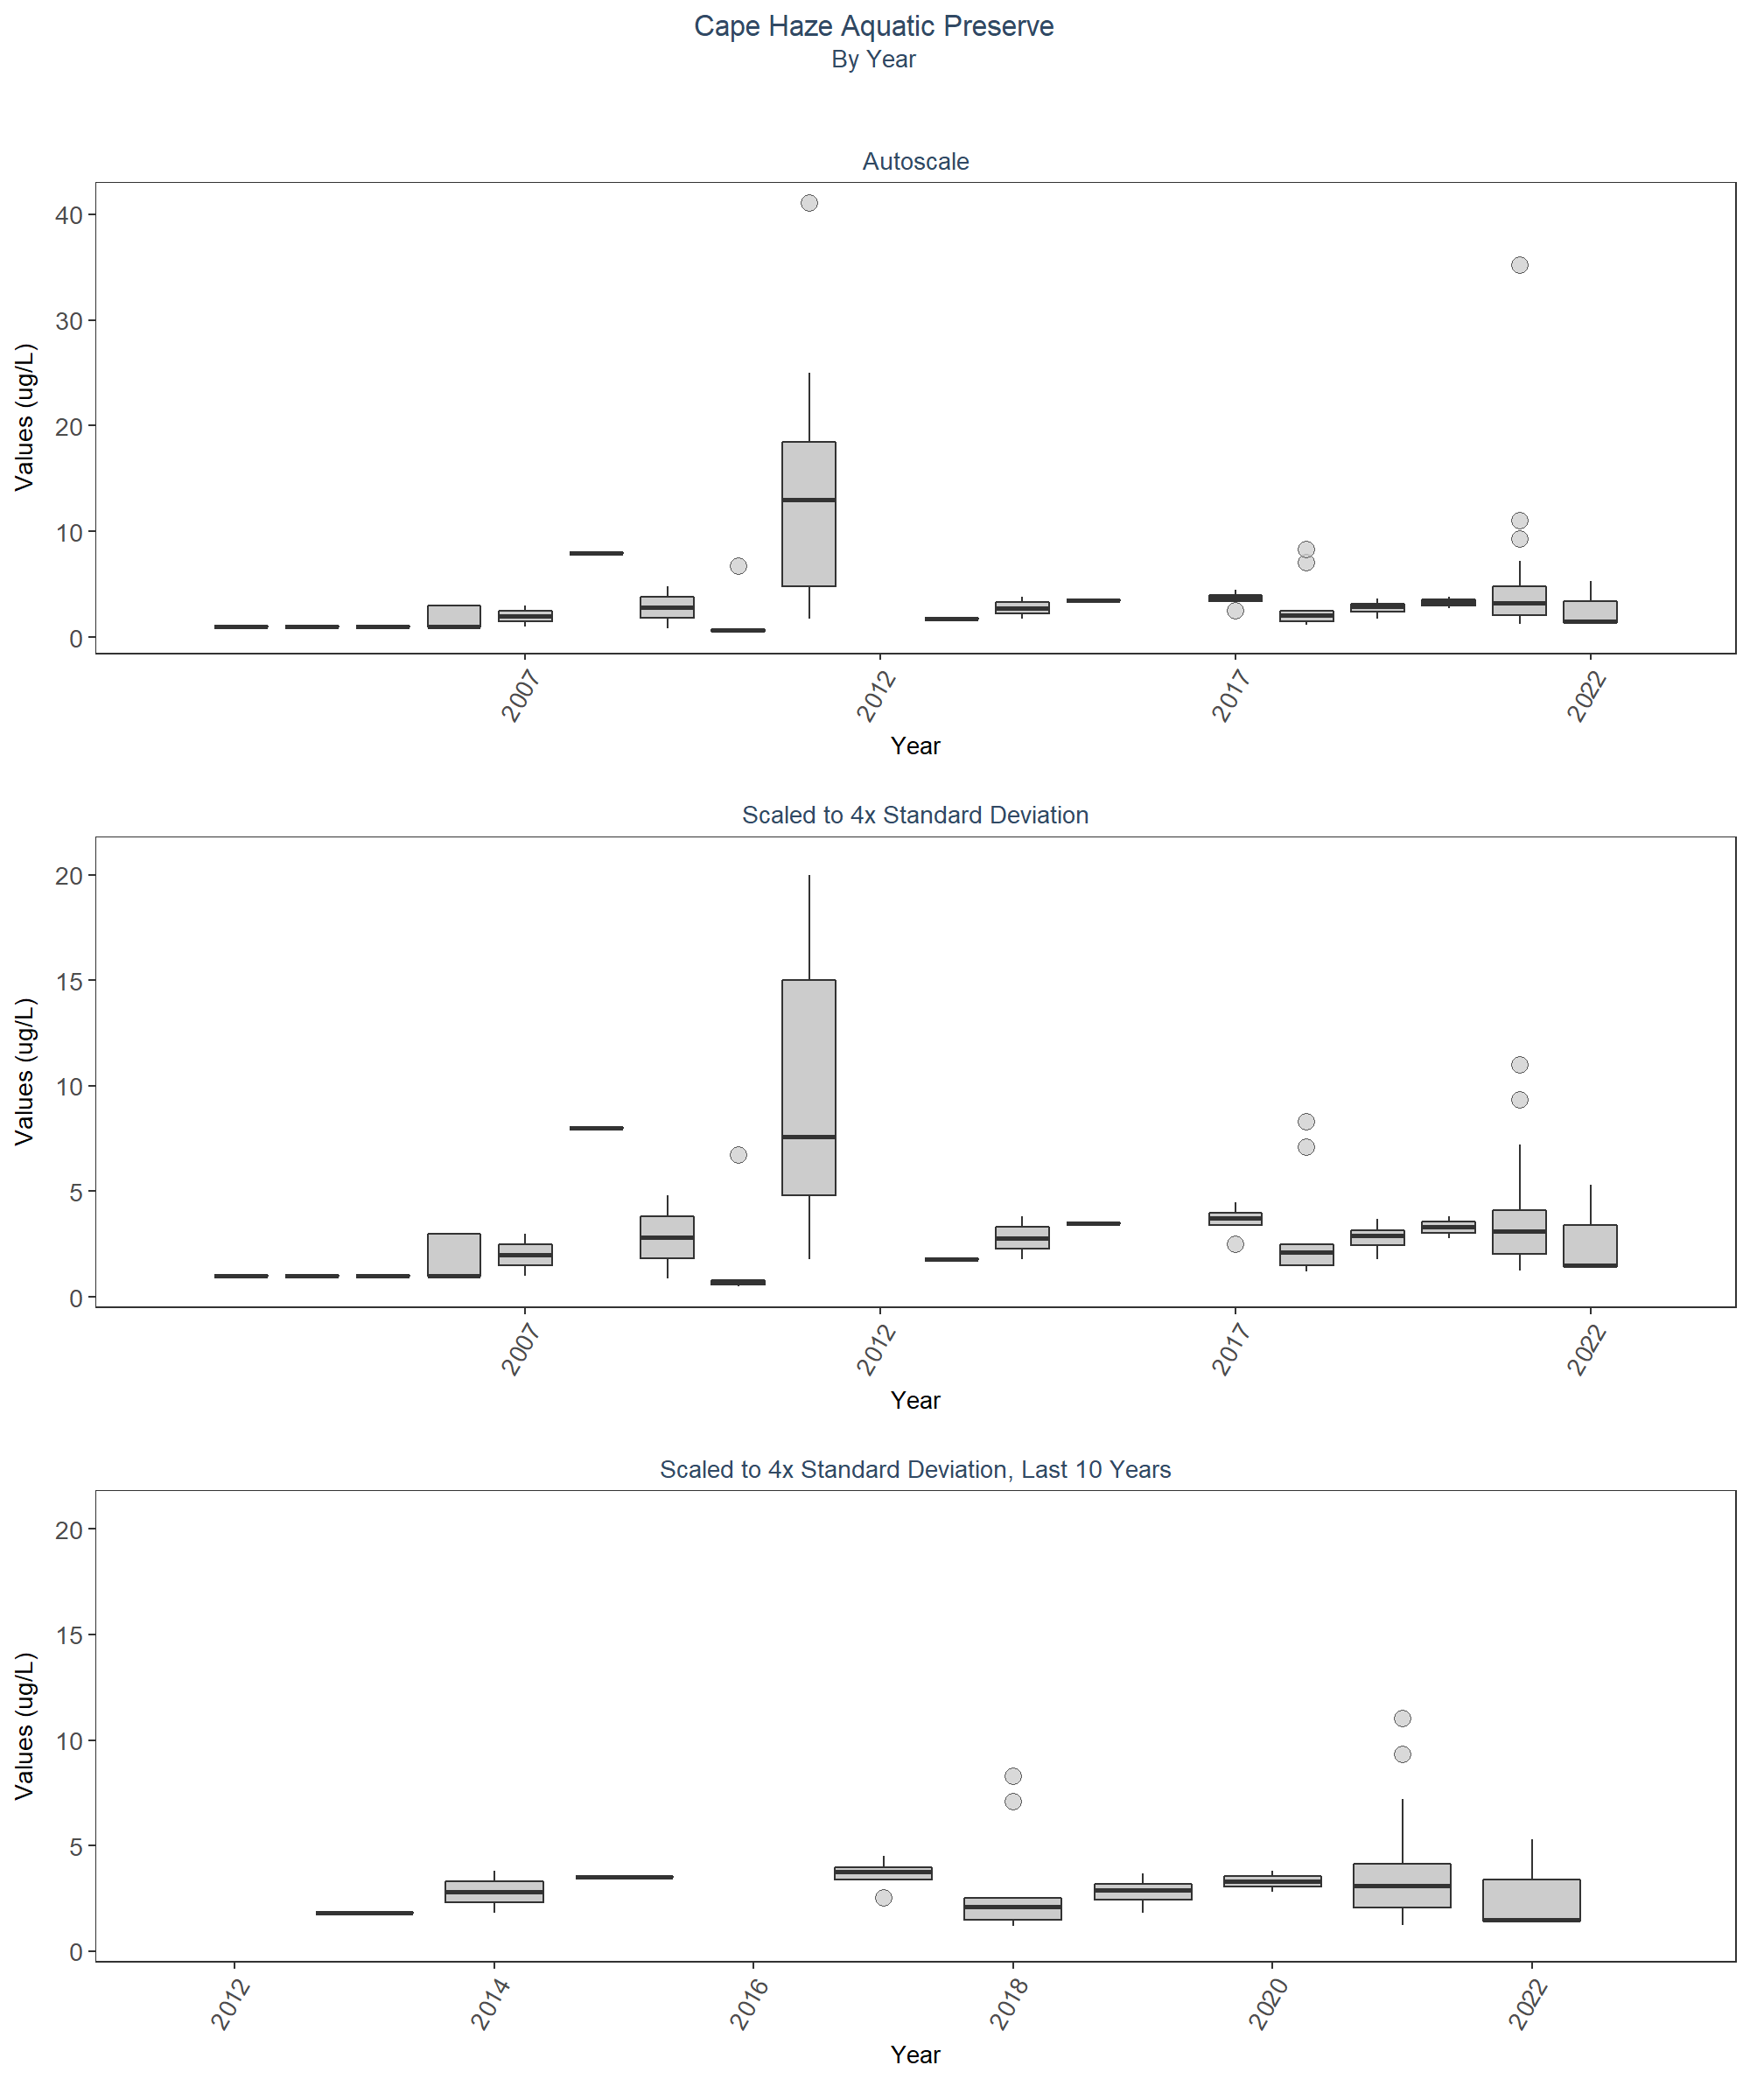 Cape Haze Aquatic Preserve
By Year
Autoscale
Values (ug/L)
40
30
20
10
0
2007
2012
2017
2022
Year
Scaled to 4x Standard Deviation
Values (ug/L)
20
15
10
5
0
2007
2012
2017
2022
Year
Scaled to 4x Standard Deviation, Last 10 Years
Values (ug/L)
20
15
10
5
0
2012
2014
2016
2018
2020
2022
Year